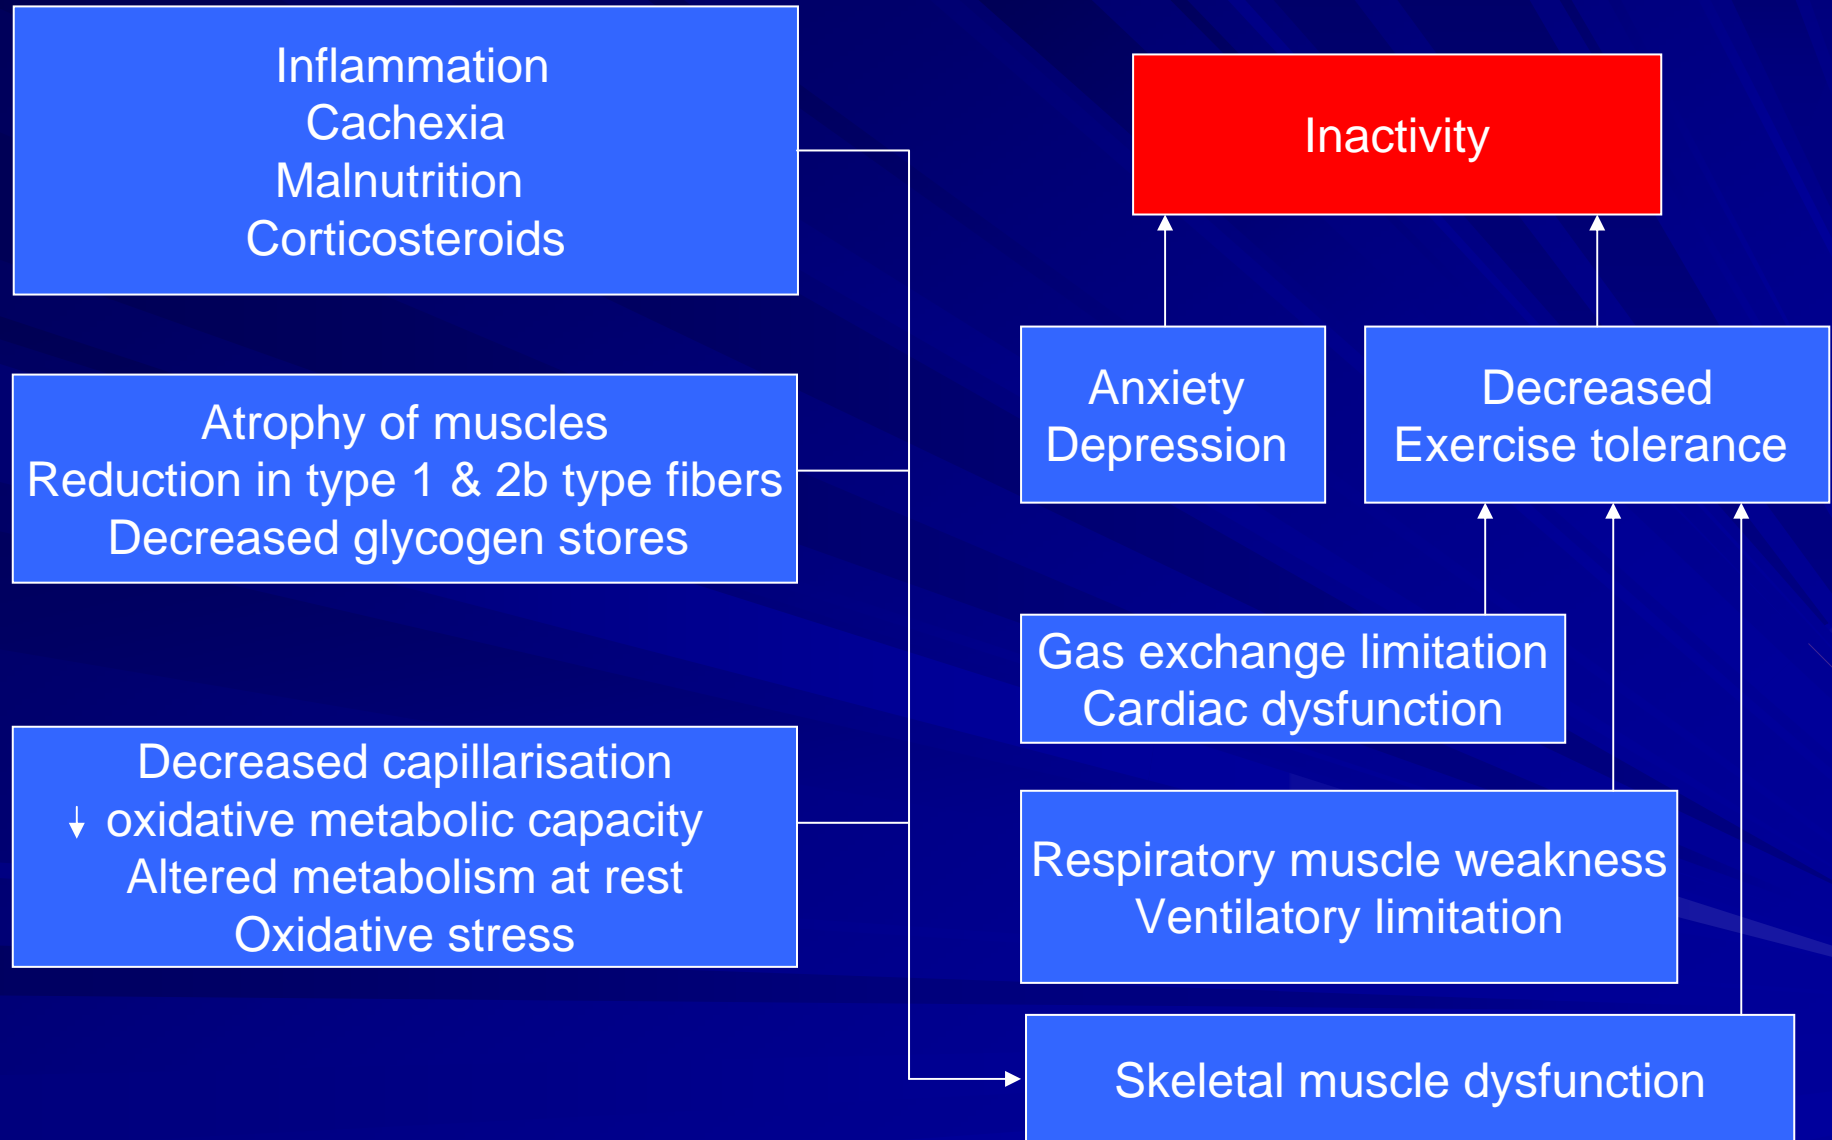 Inflammation
Cachexia
Malnutrition
Corticosteroids
Atrophy of muscles
Reduction in type 1 & 2b type fibers
Decreased glycogen stores
Decreased capillarisation
↓ oxidative metabolic capacity
Altered metabolism at rest
Oxidative stress
Inactivity
Anxiety
Depression
Decreased
Exercise tolerance
Gas exchange limitation
Cardiac dysfunction
Respiratory muscle weakness
Ventilatory limitation
Skeletal muscle dysfunction